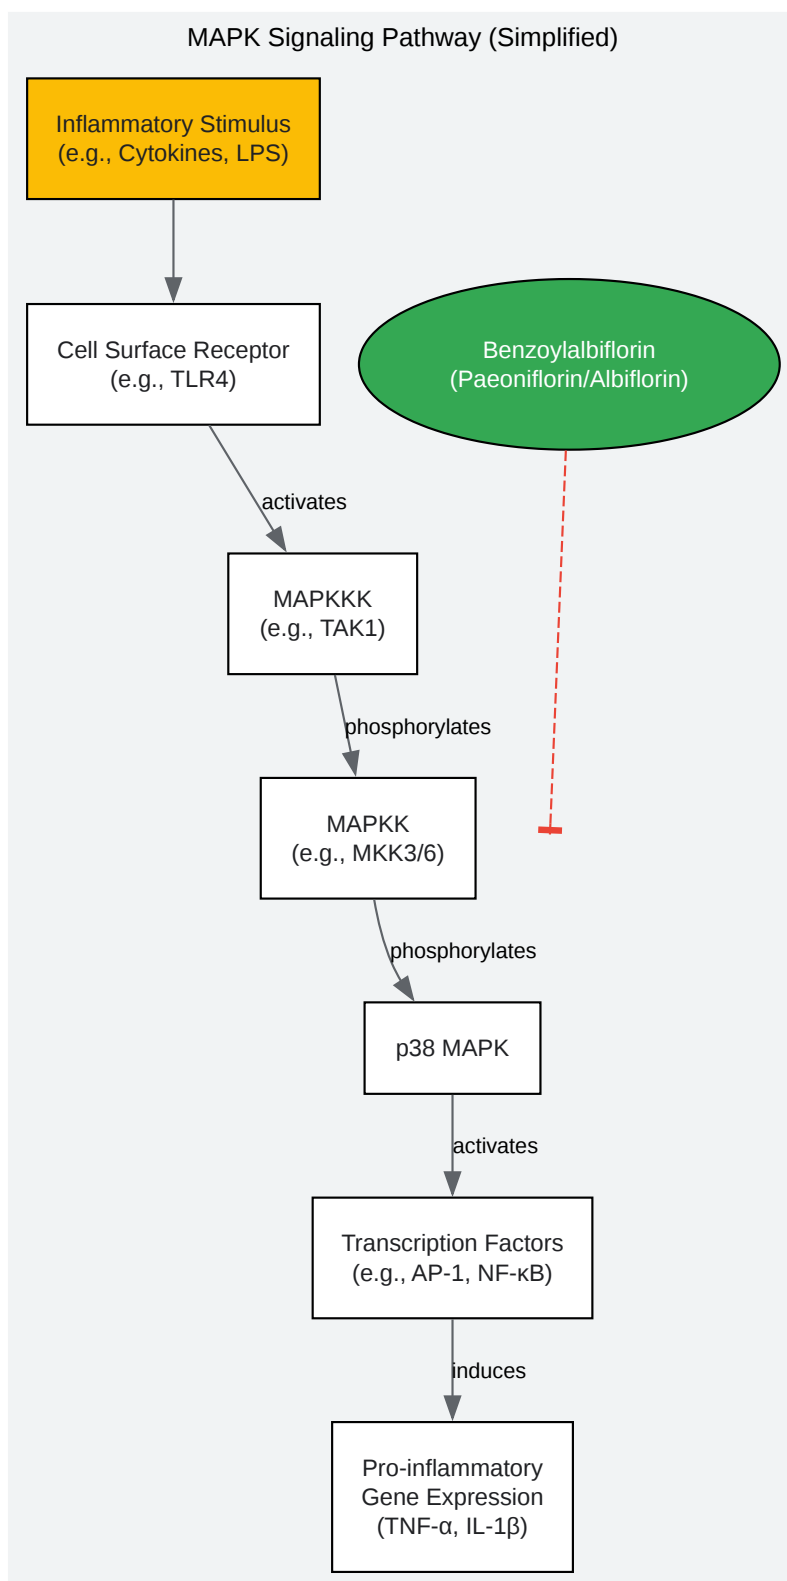 MAPK Signaling Pathway (Simplified)
Inflammatory Stimulus
(e.g., Cytokines, LPS)
Cell Surface Receptor
(e.g., TLR4)
Benzoylalbiflorin
(Paeoniflorin/Albiflorin)
activates
MAPKKK
(e.g., TAK1)
phosphorylates
MAPKK
(e.g., MKK3/6)
phosphorylates
p38 MAPK
activates
Transcription Factors
(e.g., AP-1, NF-κB)
induces
Pro-inflammatory
Gene Expression
(TNF-α, IL-1β)